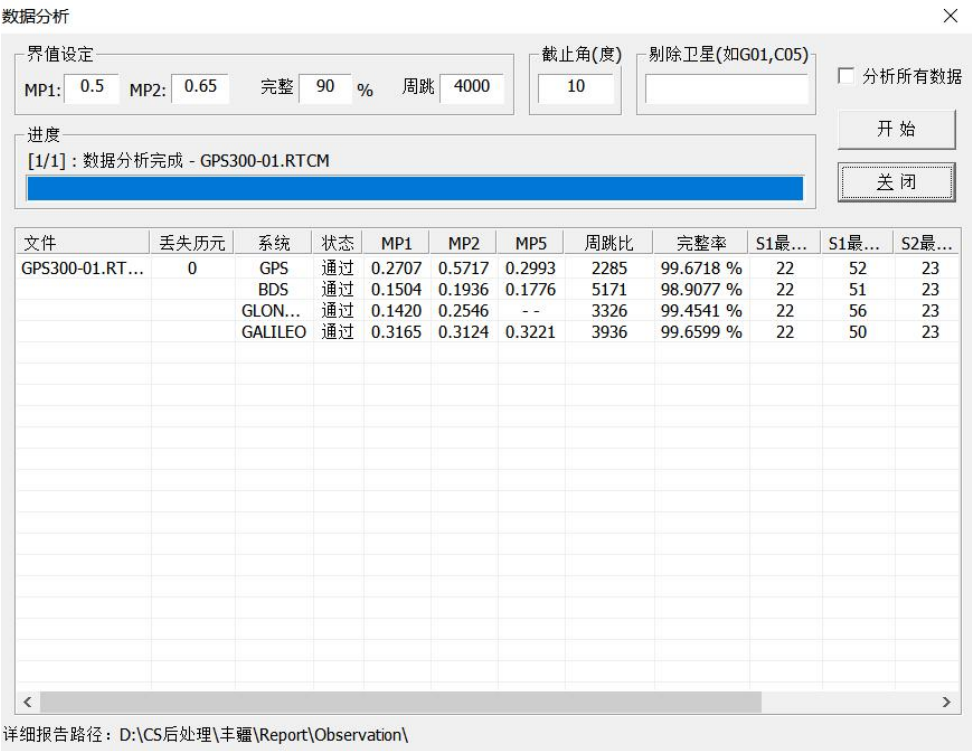 数据分析
界值设定 截止角(度) 剔除卫星(如G01,C05)
MP1: 0.5 MP2: 0.65 完整 90 % 周跳 4000 10
分析所有数据
开 始
进度
[1/1] : 数据分析完成 - GPS300-01.RTCM
关 闭
文件 丢失历元 系统 状态 MP1 MP2 MP5 周跳比 完整率 S1最... S1最... S2最...
GPS300-01.RT... 0 GPS 通过 0.2707 0.5717 0.2993 2285 99.6718 % 22 52 23
BDS 通过 0.1504 0.1936 0.1776 5171 98.9077 % 22 51 23
GLON... 通过 0.1420 0.2546 - - 3326 99.4541 % 22 56 23
GALILEO 通过 0.3165 0.3124 0.3221 3936 99.6599 % 22 50 23
详细报告路径：D:\CS后处理\丰疆\Report\Observation\